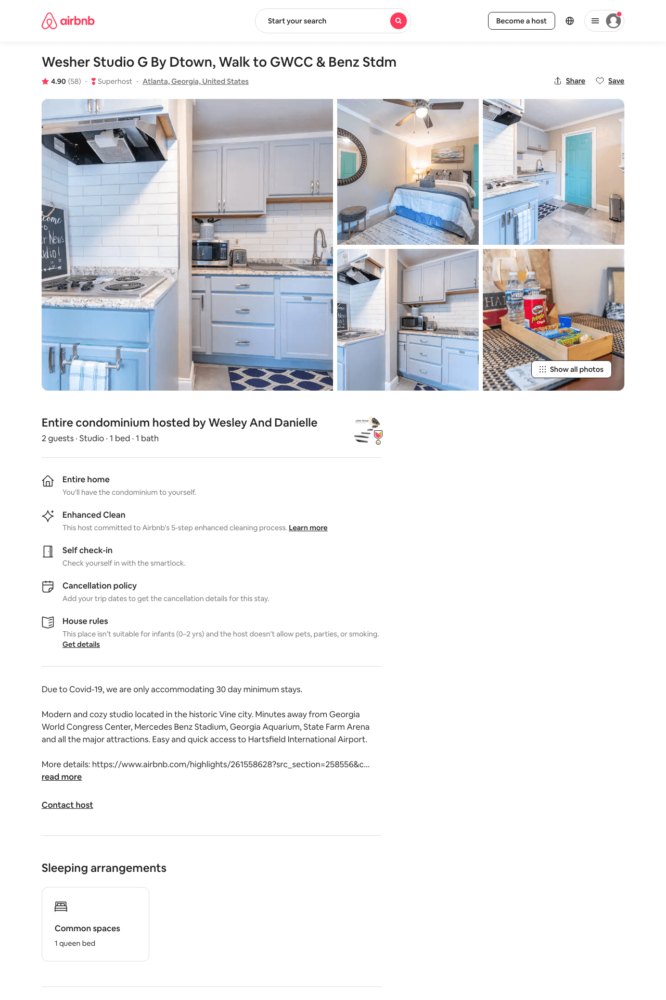 airbnb
Start your search
Become a host
Wesher Studio G By Dtown, Walk to GWCC & Benz Stdm
4.90 (58) · Superhost · Atlanta, Georgia, United States
Share
Save
come
to
News
udio!
Pringles
Show all photos
Entire condominium hosted by Wesley And Danielle
2 guests · Studio · 1 bed · 1 bath
Entire home
You’ll have the condominium to yourself.
Enhanced Clean
This host committed to Airbnb's 5-step enhanced cleaning process. Learn more
Self check-in
Check yourself in with the smartlock.
Cancellation policy
Add your trip dates to get the cancellation details for this stay.
House rules
This place isn’t suitable for infants (0–2 yrs) and the host doesn’t allow pets, parties, or smoking.
Get details
Due to Covid-19, we are only accommodating 30 day minimum stays.
Modern and cozy studio located in the historic Vine city. Minutes away from Georgia
World Congress Center, Mercedes Benz Stadium, Georgia Aquarium, State Farm Arena
and all the major attractions. Easy and quick access to Hartsfield International Airport.
More details: https://www.airbnb.com/highlights/261558628?src_section=258556&c…
read more
Contact host
Sleeping arrangements
Common spaces
1 queen bed